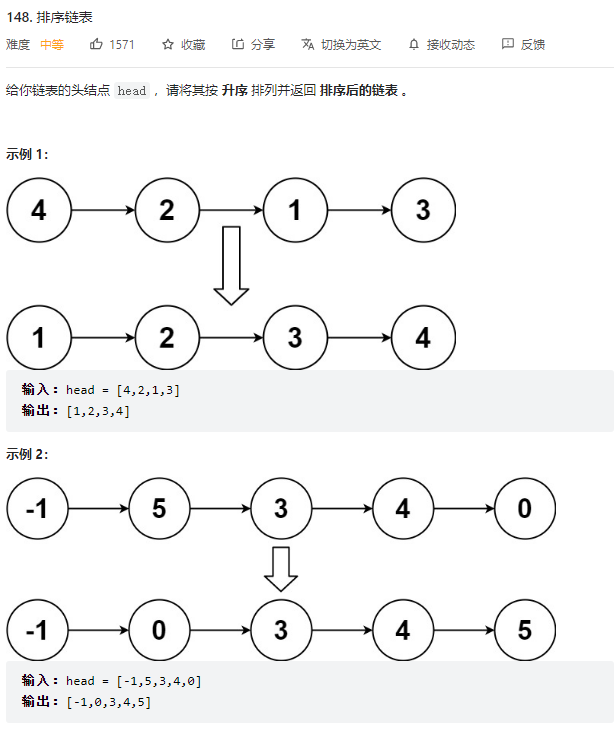 148. 排序链表
难度 中等 1571 收藏 分享 切换为英文 接收动态 反馈
给你链表的头结点 head ，请将其按 升序 排列并返回 排序后的链表 。
示例 1：
4 2 1 3
1 2 3 4
输入：head = [4,2,1,3]
输出：[1,2,3,4]
示例 2：
-1 5 3 4 0
-1 0 3 4 5
输入：head = [-1,5,3,4,0]
输出：[-1,0,3,4,5]